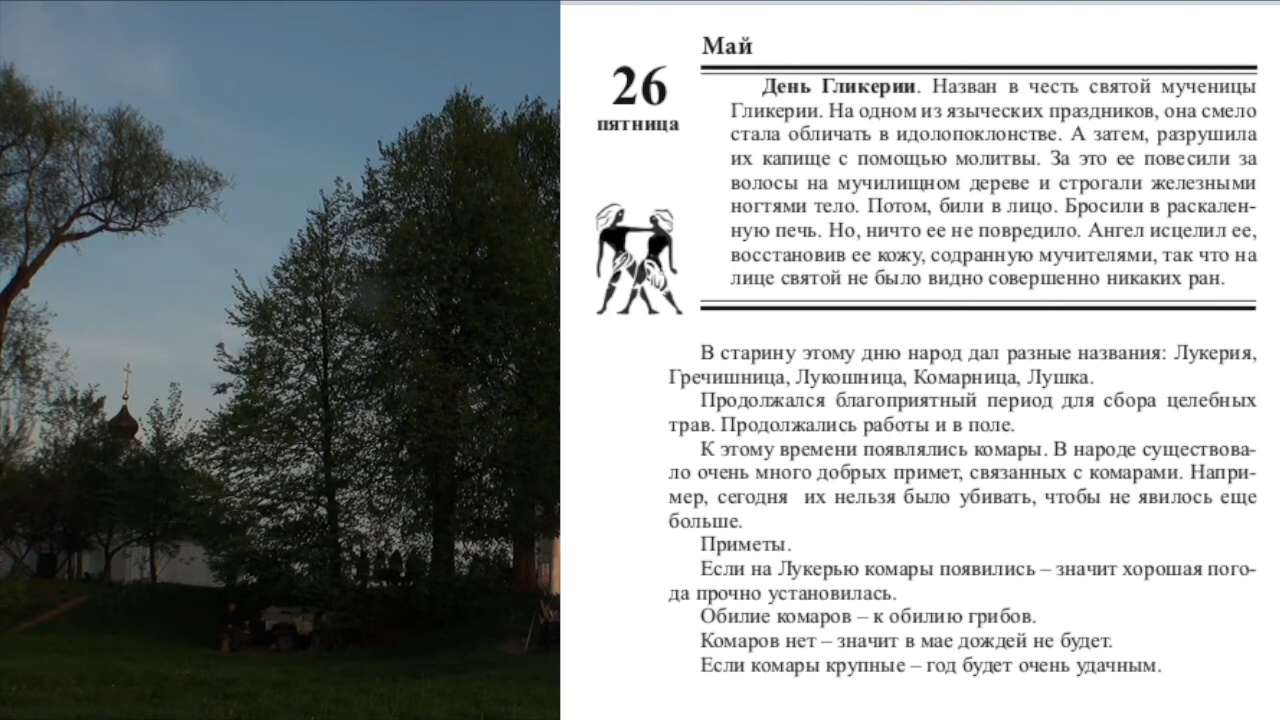 Май
26
пятница
День Гликерии. Назван в честь святой мученицы
Гликерии. На одном из языческих праздников, она смело
стала обличать в идолопоклонстве. А затем, разрушила
их капище с помощью молитвы. За это ее повесили за
волосы на мучилищном дереве и строгали железными
ногтями тело. Потом, били в лицо. Бросили в раскален-
ную печь. Но, ничто ее не повредило. Ангел исцелил ее,
восстановив ее кожу, содранную мучителями, так что на
лице святой не было видно совершенно никаких ран.
В старину этому дню народ дал разные названия: Лукерия,
Гречишница, Лукошница, Комарница, Лушка.
Продолжался благоприятный период для сбора целебных
трав. Продолжались работы и в поле.
К этому времени появлялись комары. В народе существова-
ло очень много добрых примет, связанных с комарами. Напри-
мер, сегодня их нельзя было убивать, чтобы не явилось еще
больше.
Приметы.
Если на Лукерью комары появились – значит хорошая пого-
да прочно установилась.
Обилие комаров – к обилию грибов.
Комаров нет – значит в мае дождей не будет.
Если комары крупные – год будет очень удачным.